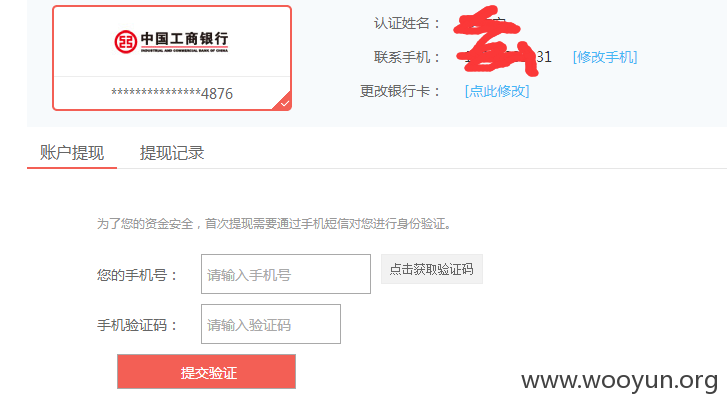 中国工商银行
INDUSTRIAL AND COMMERCIAL BANK OF CHINA
***************4876
认证姓名：
联系手机： 31 [修改手机]
更改银行卡： [点此修改]
账户提现 提现记录
为了您的资金安全，首次提现需要通过手机短信对您进行身份验证。
您的手机号： 请输入手机号 点击获取验证码
手机验证码： 请输入验证码
提交验证
www.wooyun.org